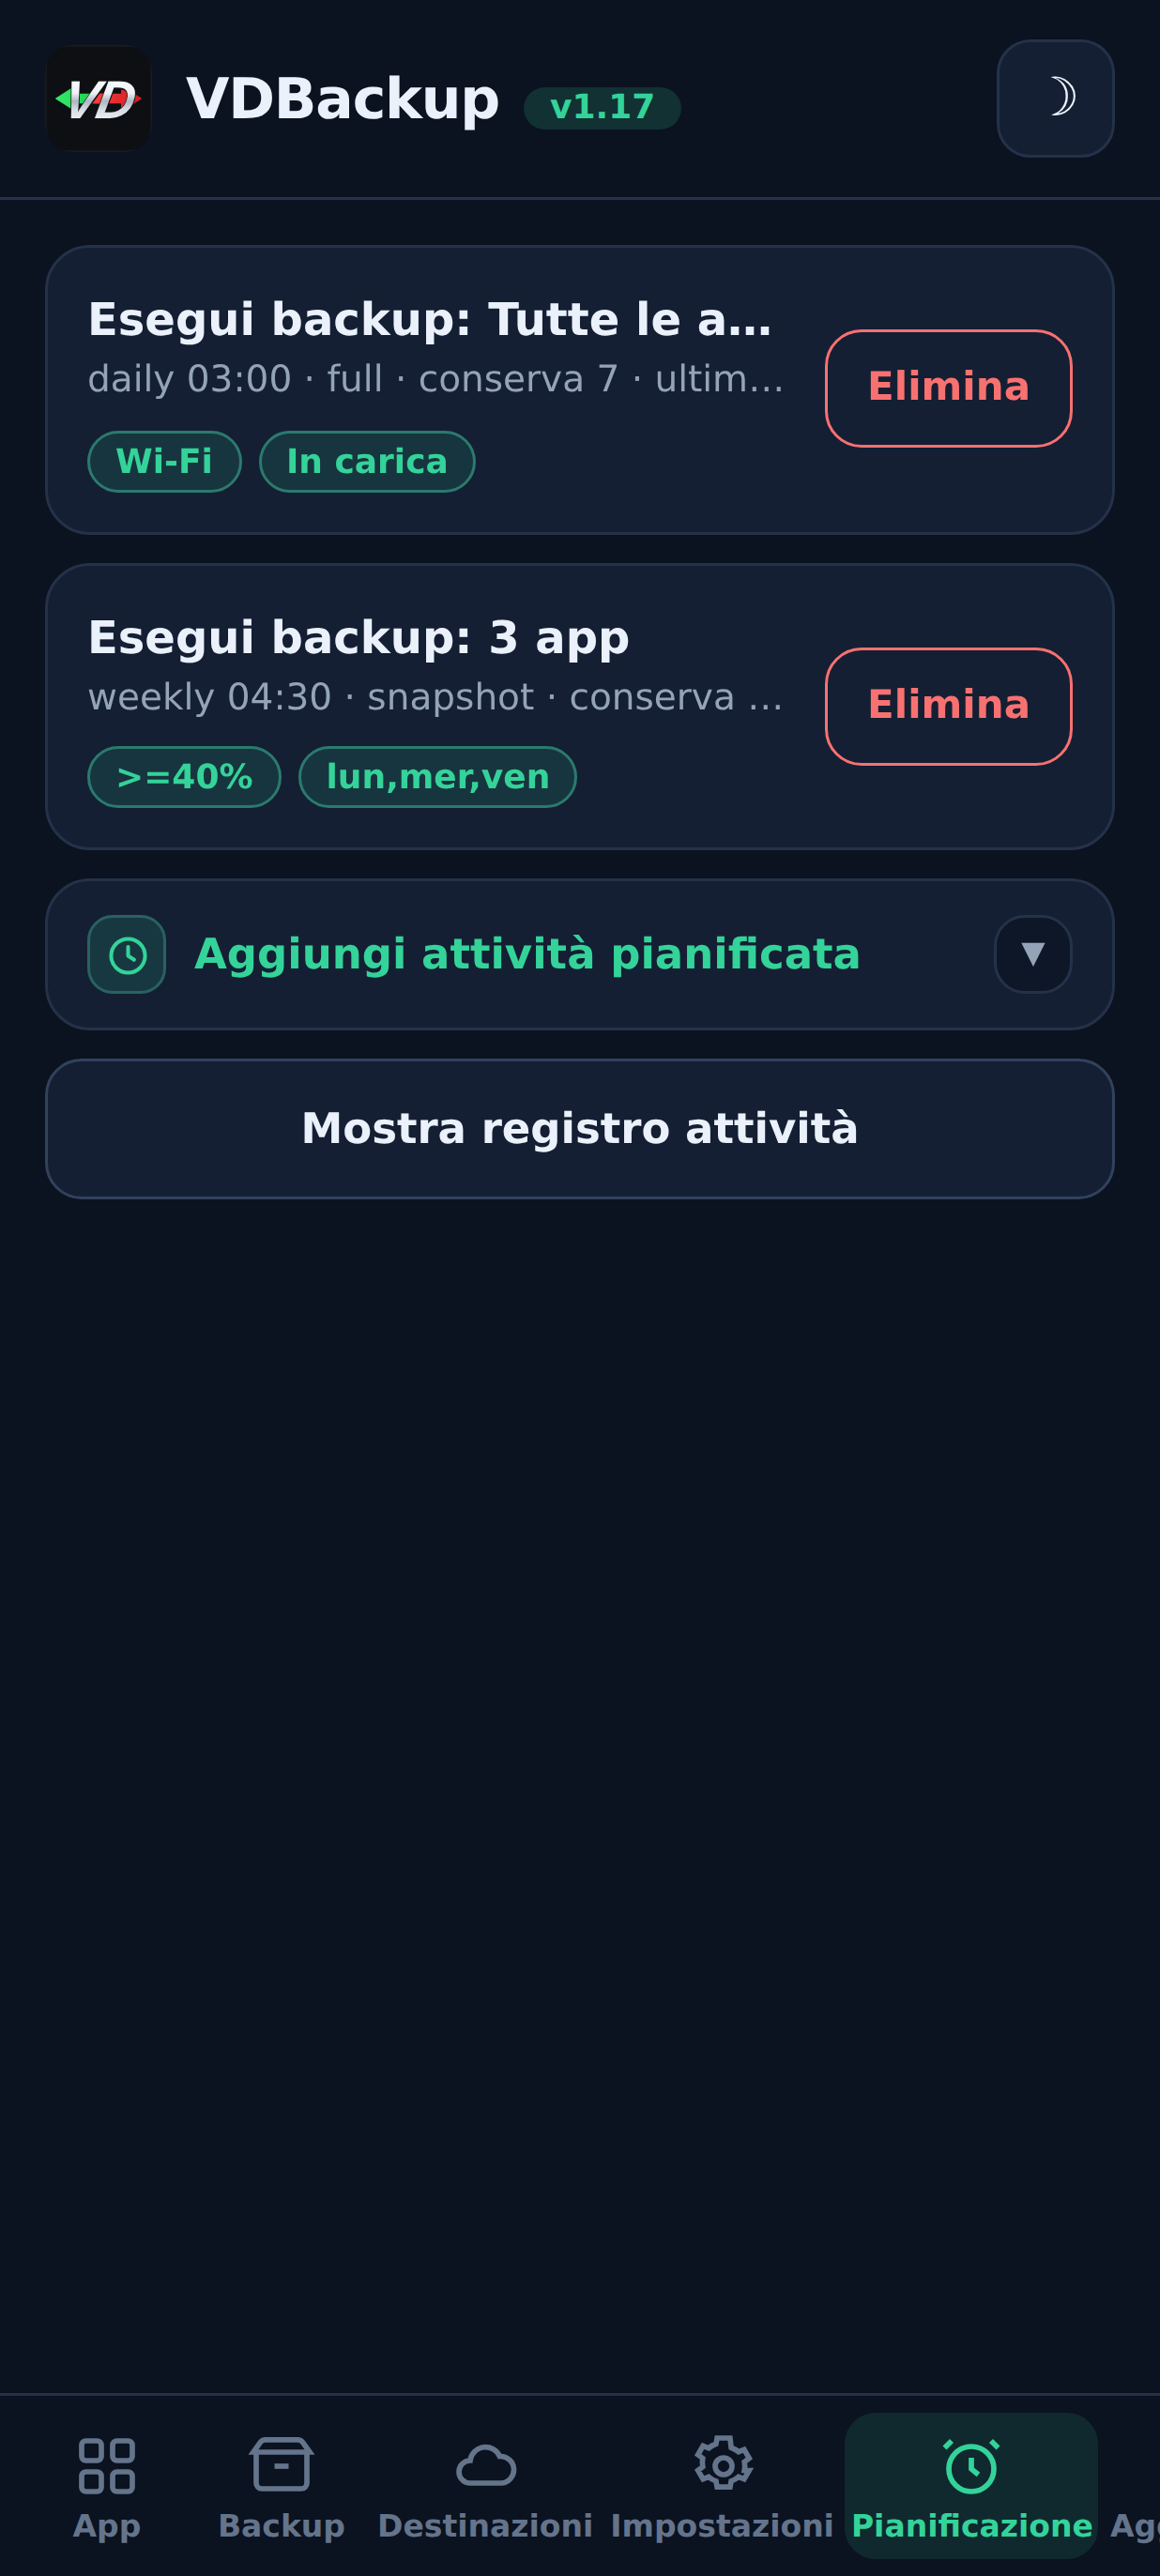 VD
VDBackup v1.17
Esegui backup: Tutte le a...
daily 03:00 · full · conserva 7 · ultim...
Elimina
Wi-Fi
In carica
Esegui backup: 3 app
weekly 04:30 · snapshot · conserva ...
Elimina
>=40%
lun,mer,ven
Aggiungi attività pianificata
Mostra registro attività
App
Backup
Destinazioni
Impostazioni
Pianificazione